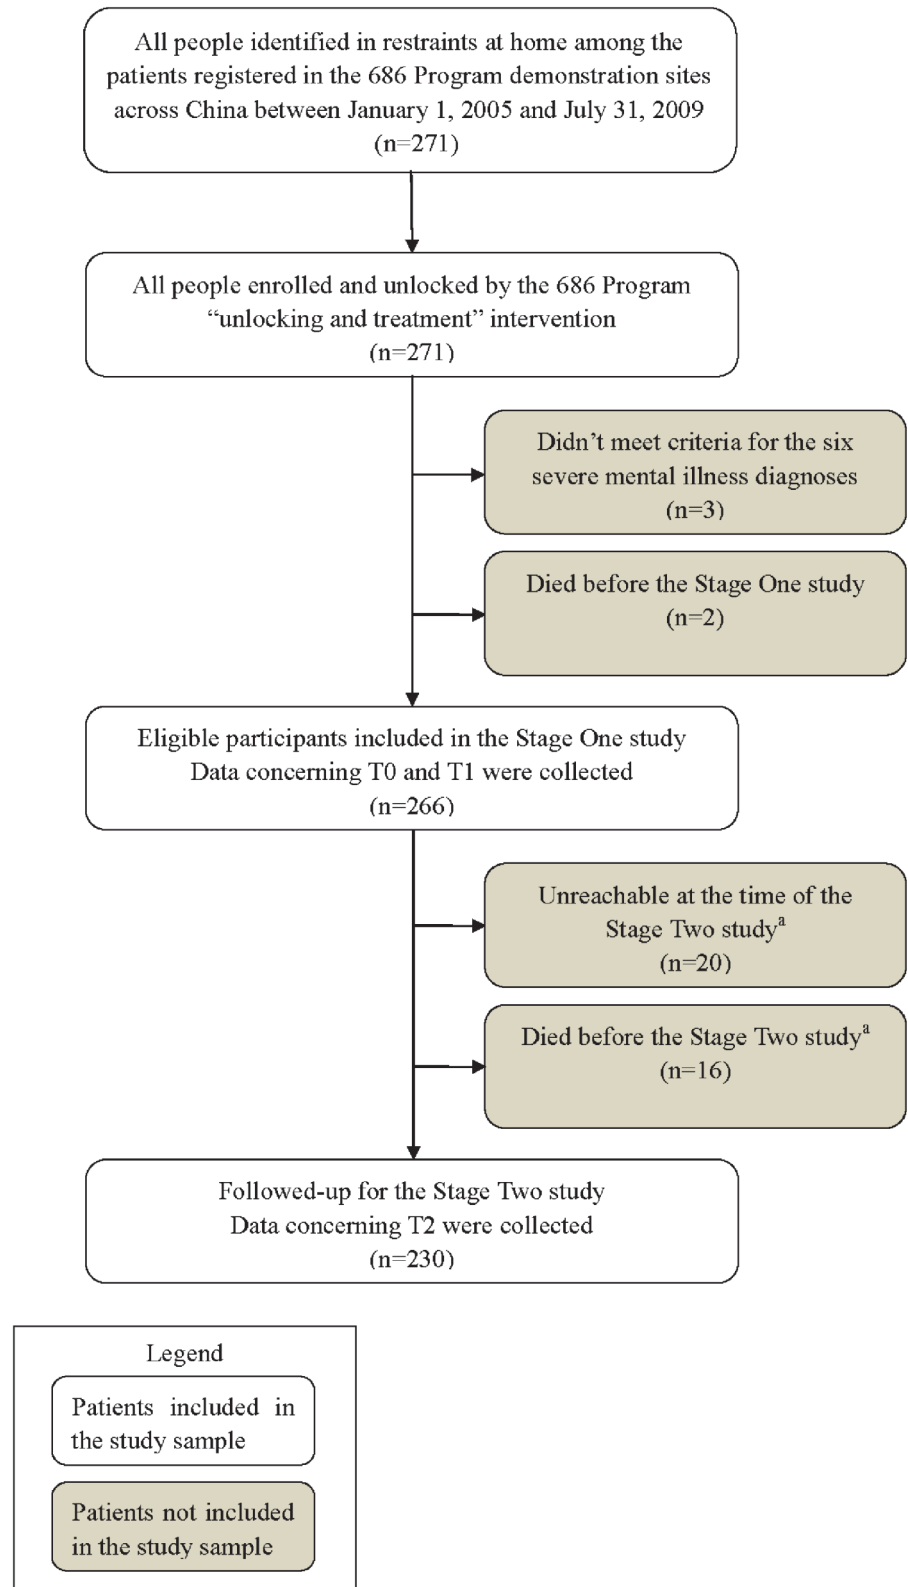 All people identified in restraints at home among the
patients registered in the 686 Program demonstration sites
across China between January 1, 2005 and July 31, 2009
(n=271)
All people enrolled and unlocked by the 686 Program
“unlocking and treatment” intervention
(n=271)
Didn’t meet criteria for the six
severe mental illness diagnoses
(n=3)
Died before the Stage One study
(n=2)
Eligible participants included in the Stage One study
Data concerning T0 and T1 were collected
(n=266)
Unreachable at the time of the
Stage Two studyᵃ
(n=20)
Died before the Stage Two studyᵃ
(n=16)
Followed-up for the Stage Two study
Data concerning T2 were collected
(n=230)
Legend
Patients included in
the study sample
Patients not included
in the study sample